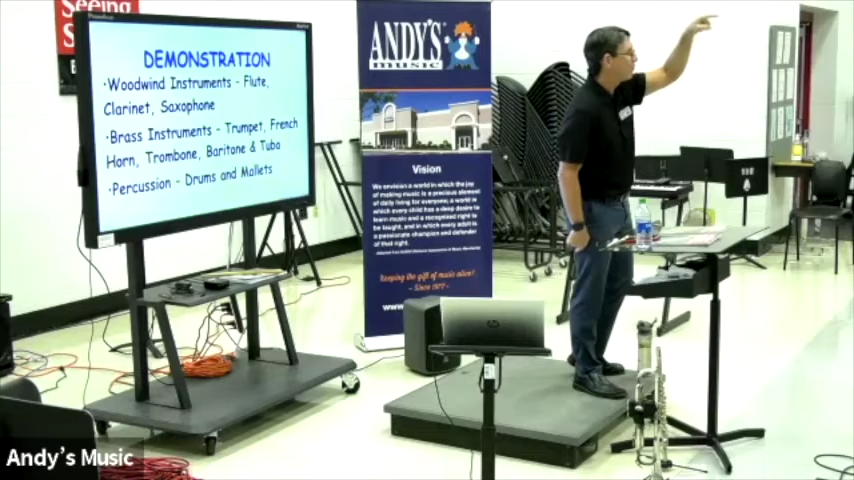 Seeing
DEMONSTRATION
·Woodwind Instruments - Flute,
Clarinet, Saxophone
·Brass Instruments - Trumpet, French
Horn, Trombone, Baritone & Tuba
·Percussion - Drums and Mallets
ANDY'S
music
Vision
We envision a world in which the joy
of making music is a precious element
of daily living for everyone; a world in
which every child has a deep desire to
learn music and a recognized right to
be taught, and in which every adult is
a passionate champion and defender
of that right.
Keeping the gift of music alive!
~ Since 1977 ~
www
hp
Andy's Music